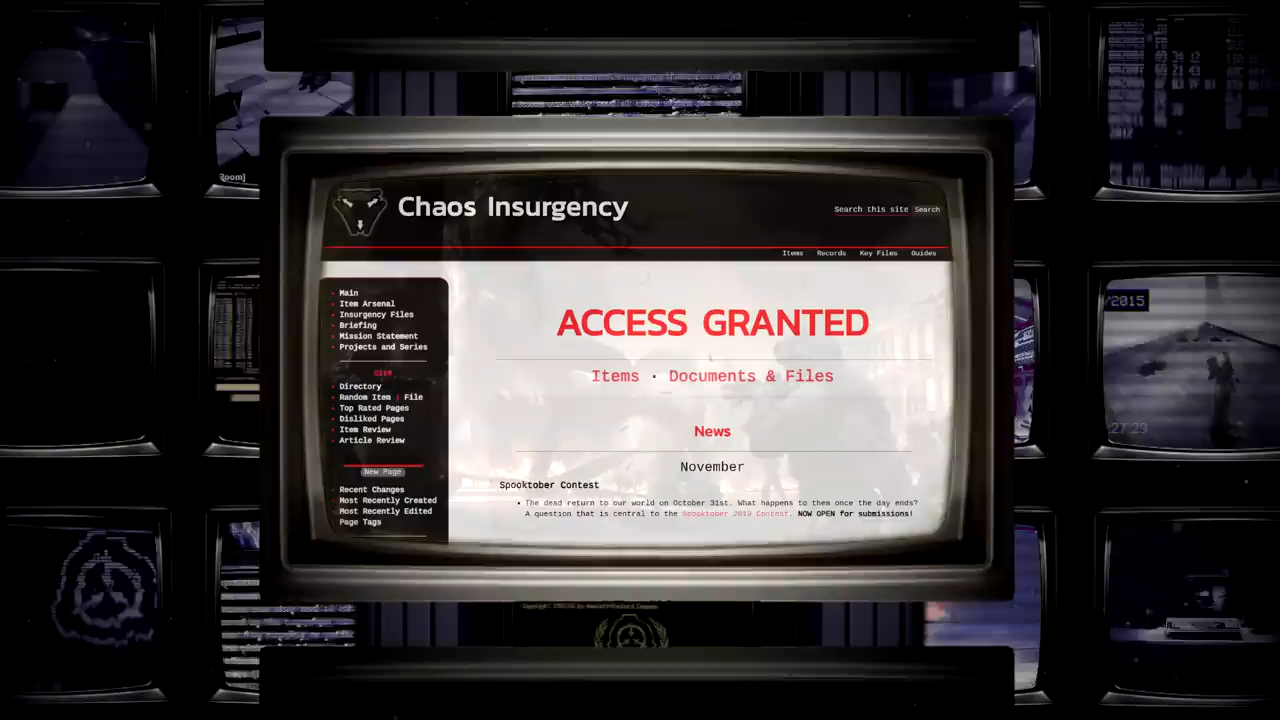 Room]
Chaos Insurgency
Search this site Search
Items Records Key Files Guides
Main
Item Arsenal
Insurgency Files
Briefing
Mission Statement
Projects and Series
Directory
Random Item | File
Top Rated Pages
Disliked Pages
Item Review
Article Review
New Page
Recent Changes
Most Recently Created
Most Recently Edited
Page Tags
ACCESS GRANTED
Items · Documents & Files
News
November
Spooktober Contest
• The dead return to our world on October 31st. What happens to them once the day ends?
A question that is central to the Spooktober 2019 Contest. NOW OPEN for submissions!
/2015
:27:29